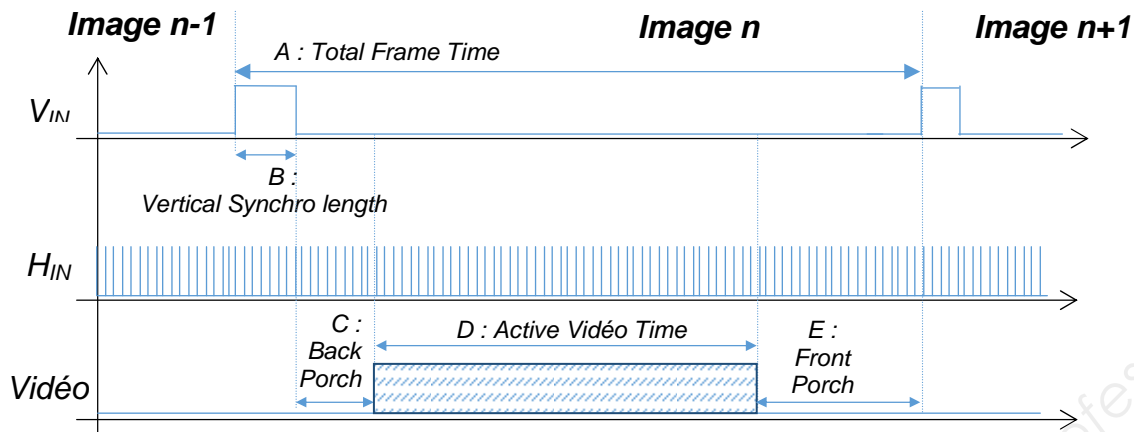 Image n-1 Image n Image n+1
A : Total Frame Time
VIN
B :
Vertical Synchro length
HIN
C :
Back
Porch
D : Active Vidéo Time
E :
Front
Porch
Vidéo